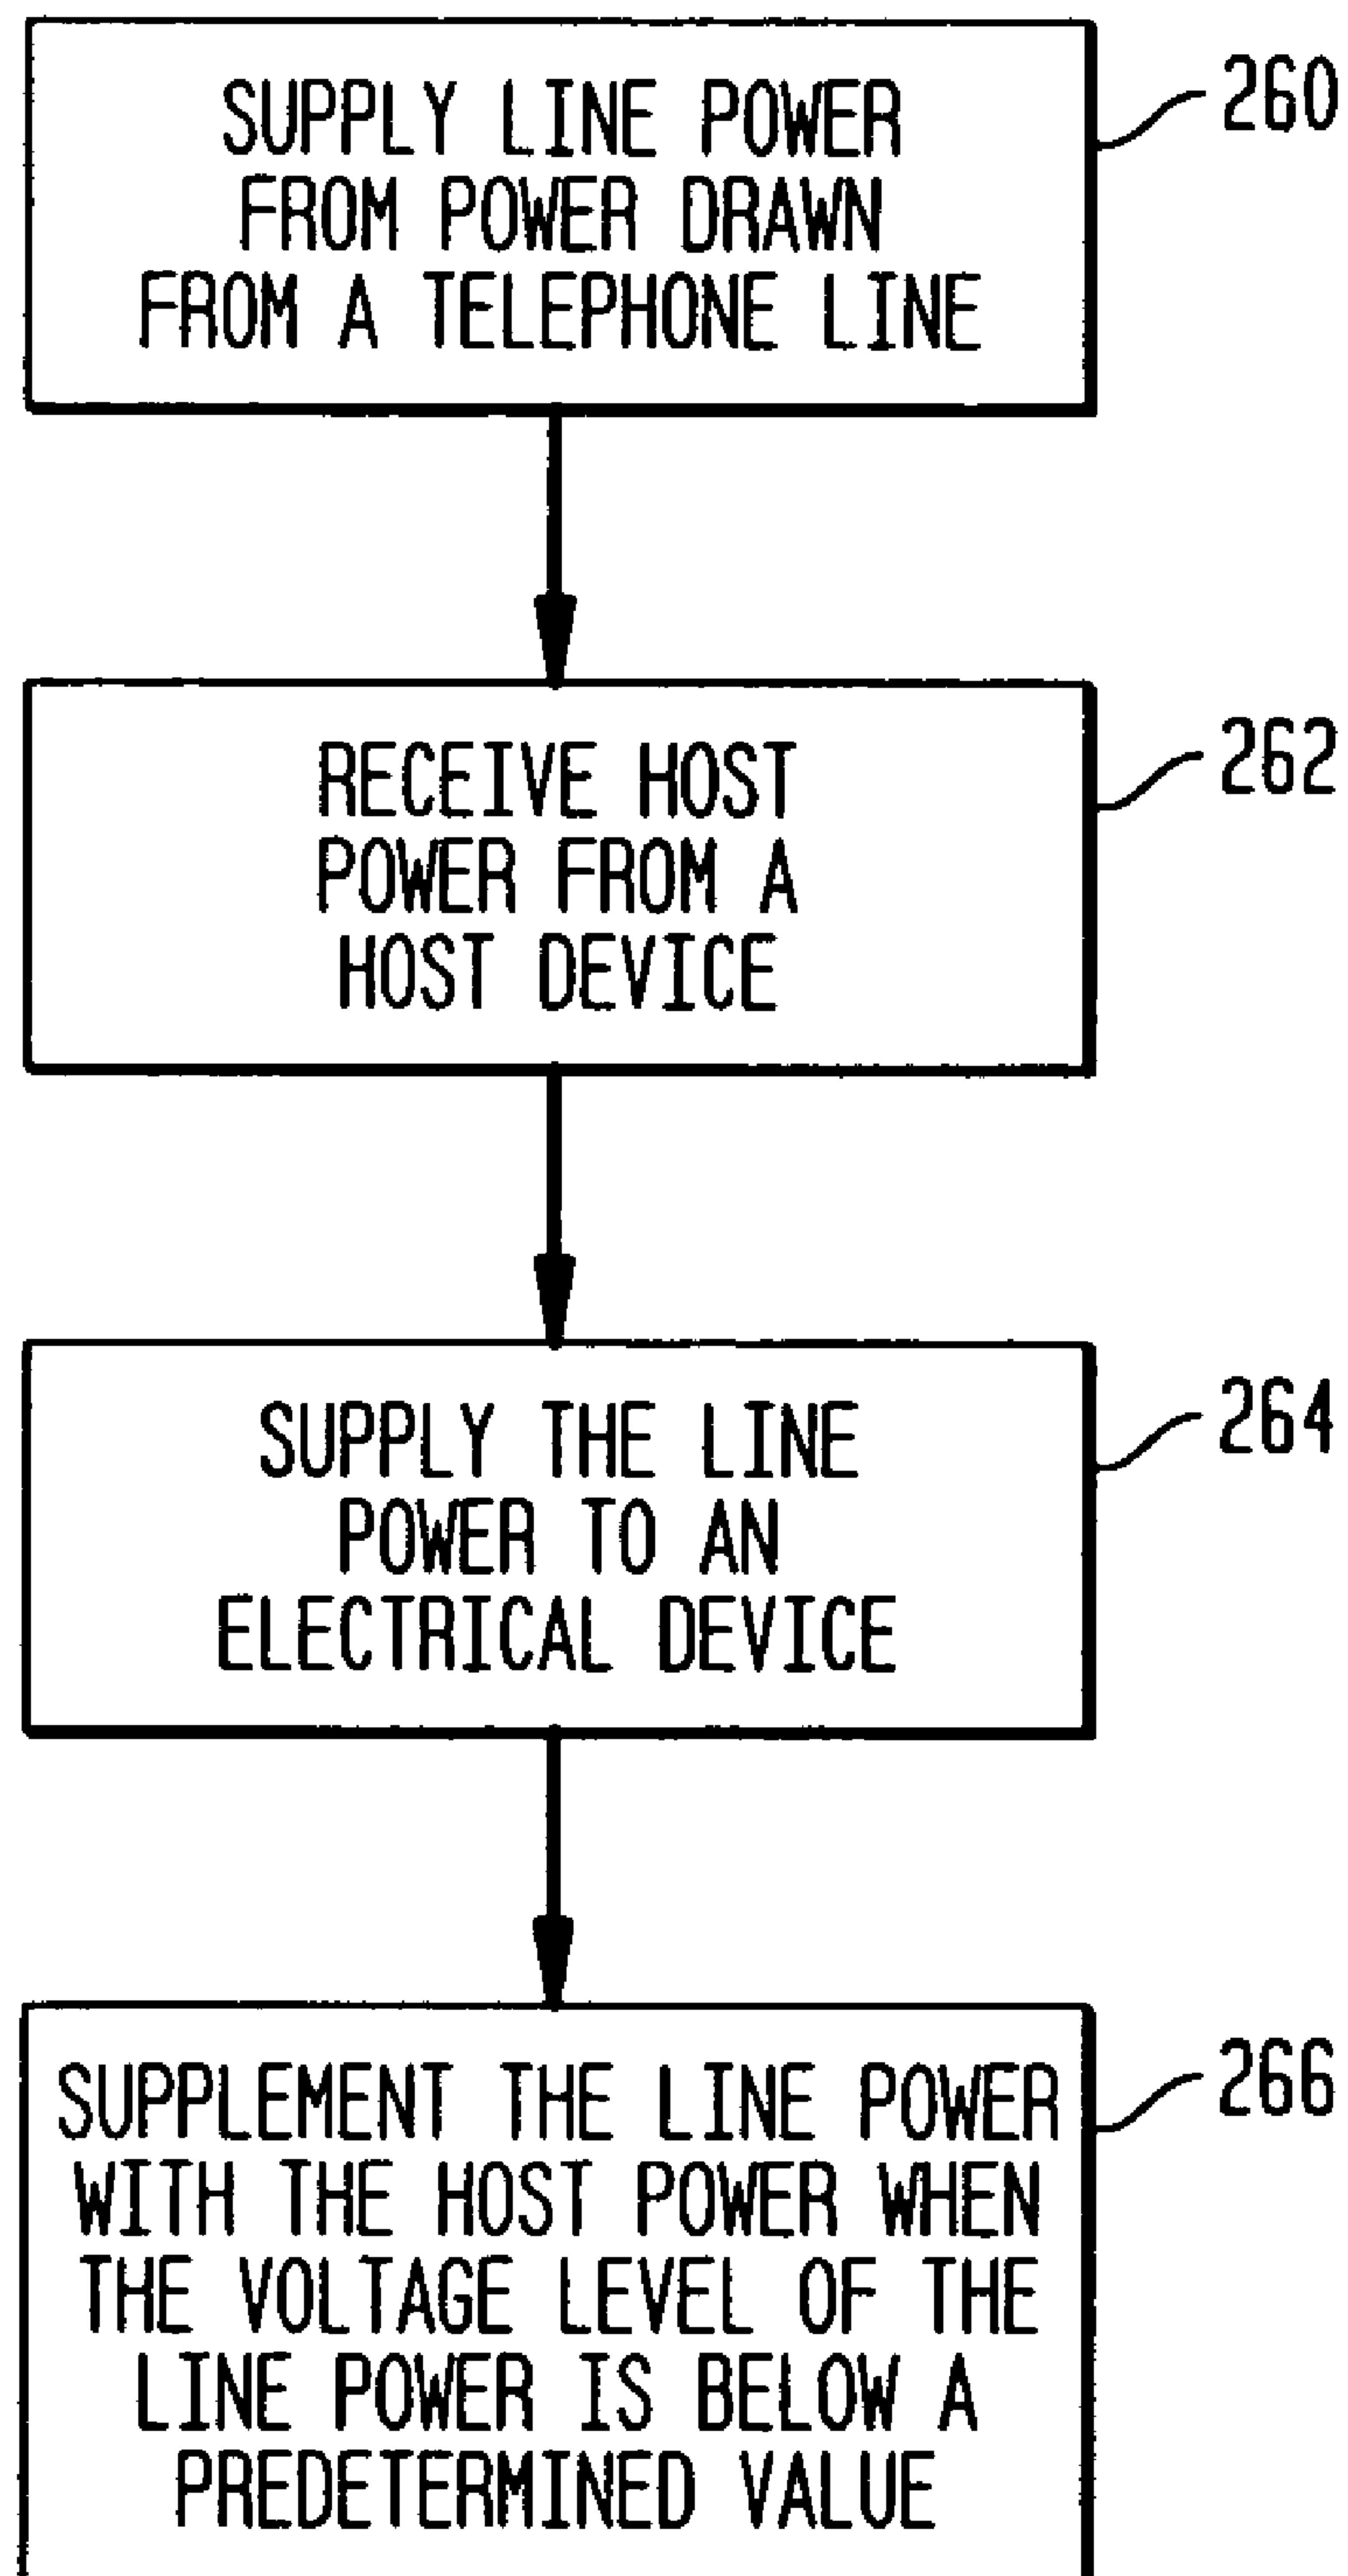 SUPPLY LINE POWER
FROM POWER DRAWN
FROM A TELEPHONE LINE
260
RECEIVE HOST
POWER FROM A
HOST DEVICE
262
SUPPLY THE LINE
POWER TO AN
ELECTRICAL DEVICE
264
SUPPLEMENT THE LINE POWER
WITH THE HOST POWER WHEN
THE VOLTAGE LEVEL OF THE
LINE POWER IS BELOW A
PREDETERMINED VALUE
266